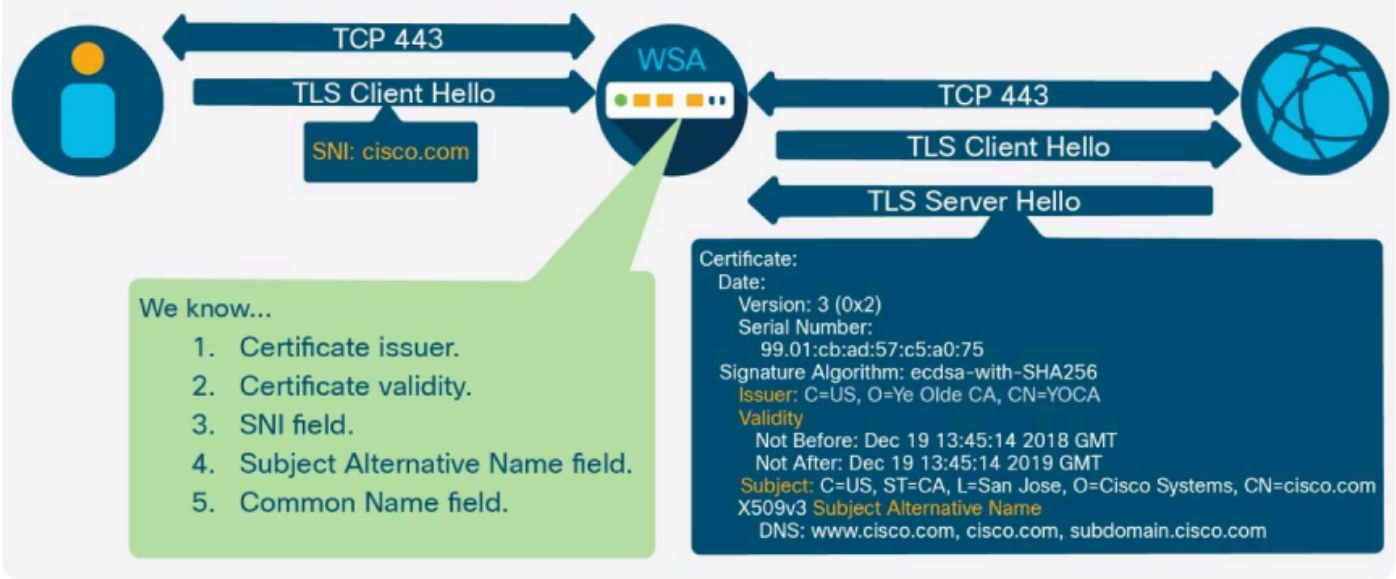 TCP 443
TLS Client Hello
SNI: cisco.com
WSA
TCP 443
TLS Client Hello
TLS Server Hello
We know...
1. Certificate issuer.
2. Certificate validity.
3. SNI field.
4. Subject Alternative Name field.
5. Common Name field.
Certificate:
Date:
Version: 3 (0x2)
Serial Number:
99.01:cb:ad:57:c5:a0:75
Signature Algorithm: ecdsa-with-SHA256
Issuer: C=US, O=Ye Olde CA, CN=YOCA
Validity
Not Before: Dec 19 13:45:14 2018 GMT
Not After: Dec 19 13:45:14 2019 GMT
Subject: C=US, ST=CA, L=San Jose, O=Cisco Systems, CN=cisco.com
X509v3 Subject Alternative Name
DNS: www.cisco.com, cisco.com, subdomain.cisco.com